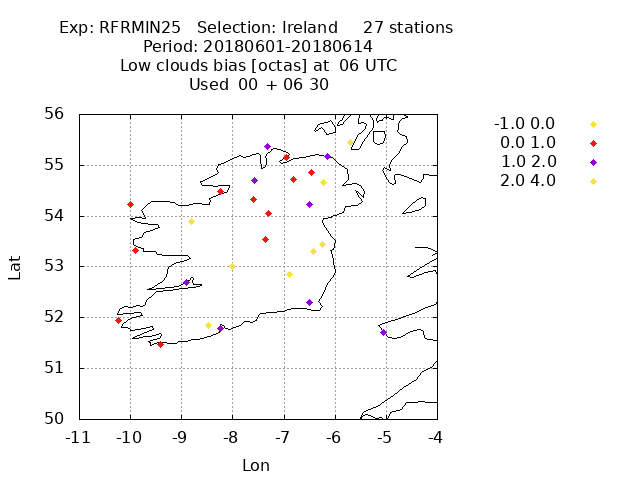 Exp: RFRMIN25 Selection: Ireland 27 stations
Period: 20180601-20180614
Low clouds bias [octas] at 06 UTC
Used 00 + 06 30
-1.0 0.0
0.0 1.0
1.0 2.0
2.0 4.0
56
55
54
53
52
51
50
Lat
-11 -10 -9 -8 -7 -6 -5 -4
Lon